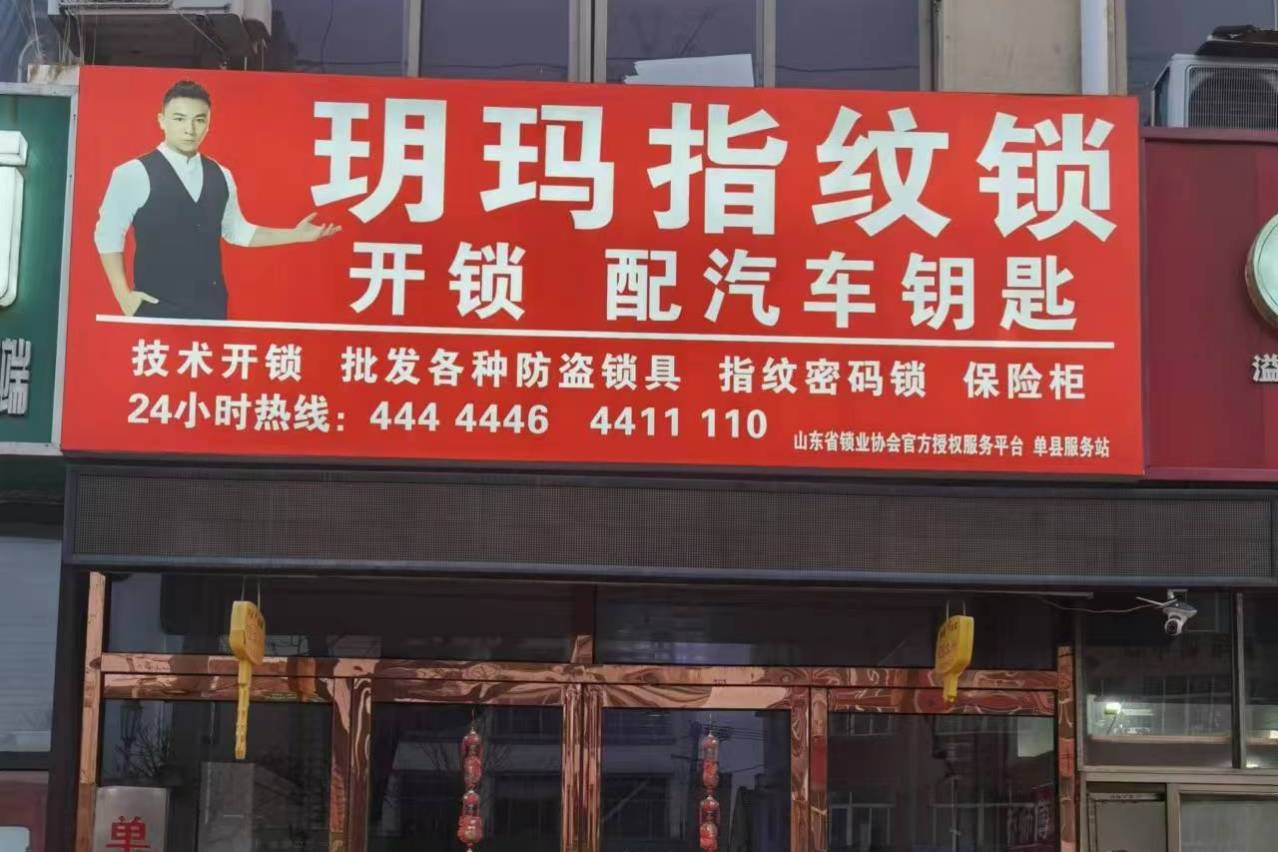 玥玛指纹锁
开锁 配汽车钥匙
技术开锁 批发各种防盗锁具 指纹密码锁 保险柜
24小时热线：444 4446 4411 110
山东省锁业协会官方授权服务平台 单县服务站
端
溢
单